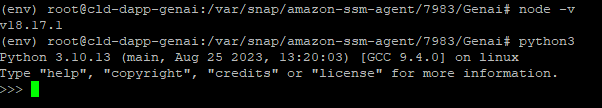 (env) root@cld-dapp-genai:/var/snap/amazon-ssm-agent/7983/Genai# node -v
v18.17.1
(env) root@cld-dapp-genai:/var/snap/amazon-ssm-agent/7983/Genai# python3
Python 3.10.13 (main, Aug 25 2023, 13:20:03) [GCC 9.4.0] on linux
Type "help", "copyright", "credits" or "license" for more information.
>>>